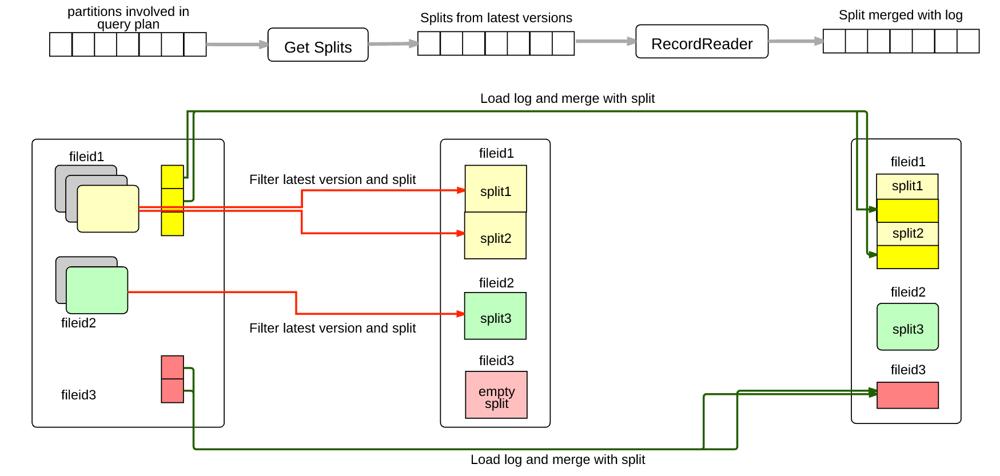 partitions involved in
query plan
Get Splits
Splits from latest versions
RecordReader
Split merged with log
Load log and merge with split
fileid1
Filter latest version and split
fileid2
Filter latest version and split
fileid3
fileid1
split1
split2
fileid2
split3
fileid3
empty
split
fileid1
split1
split2
fileid2
split3
fileid3
Load log and merge with split